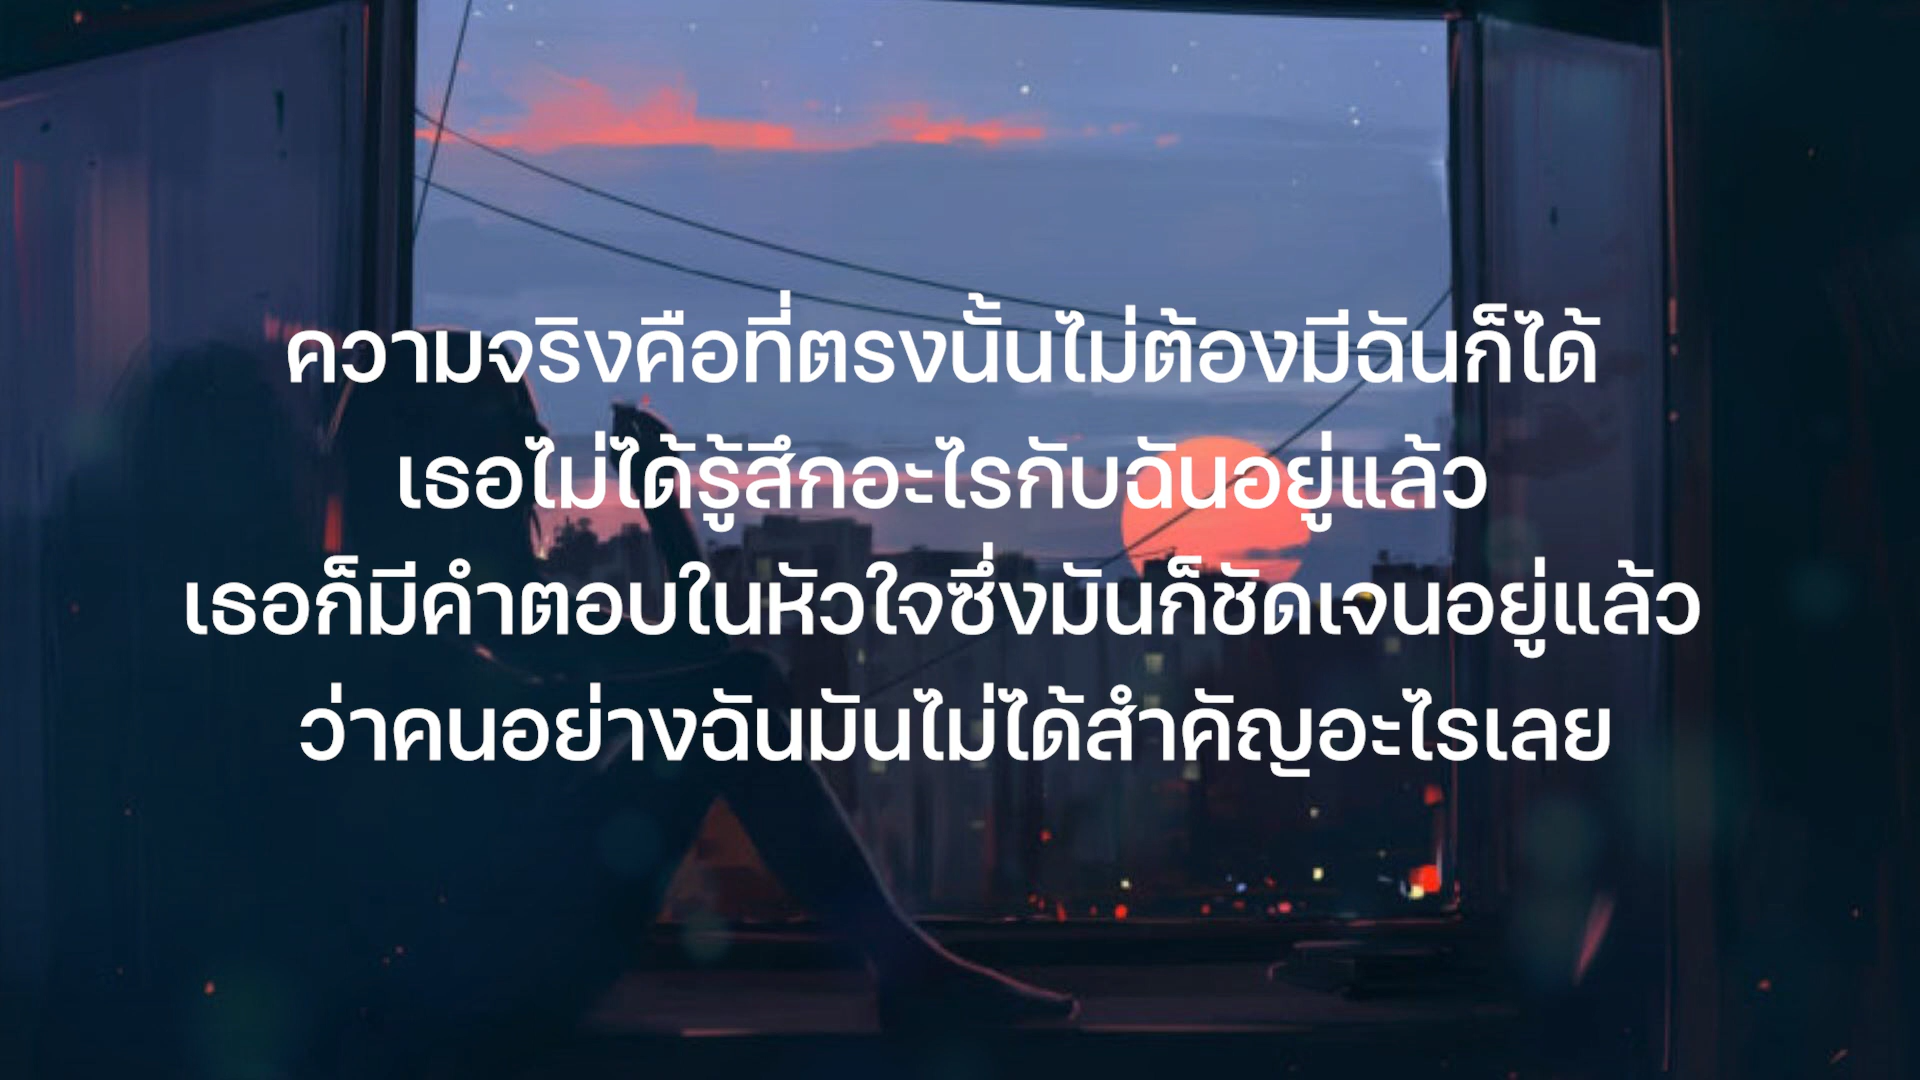 ความจริงคือที่ตรงนั้นไม่ต้องมีฉันก็ได้
เธอไม่ได้รู้สึกอะไรกับฉันอยู่แล้ว
เธอก็มีคำตอบในหัวใจซึ่งมันก็ชัดเจนอยู่แล้ว
ว่าคนอย่างฉันมันไม่ได้สำคัญอะไรเลย